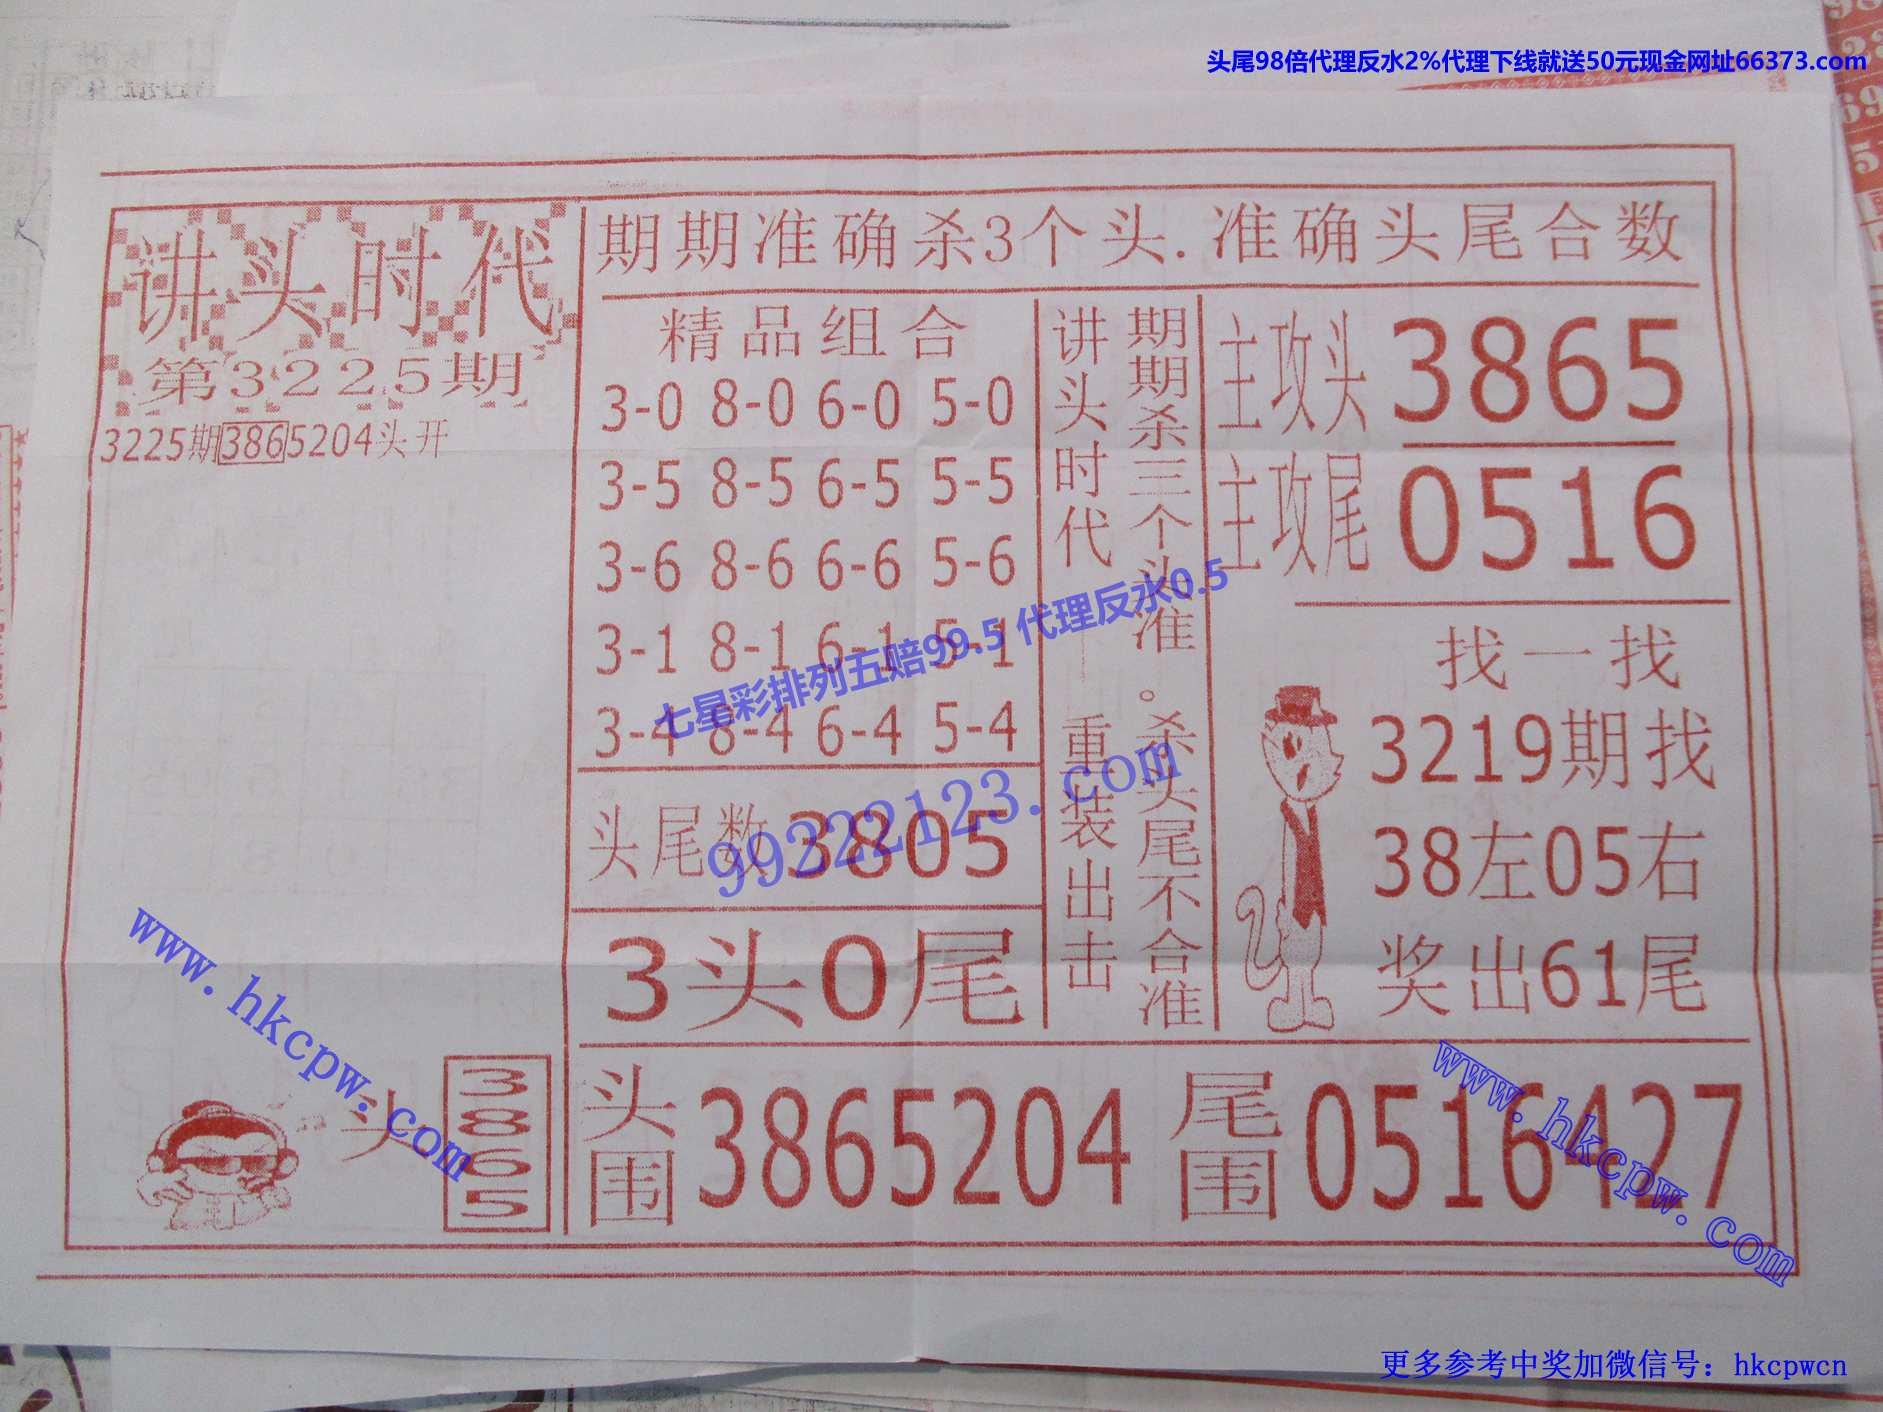 头尾98倍代理反水2%代理下线就送50元现金网址66373.com
讲头时代
第3225期
3225期3865204头开
期期准确杀3个头.准确头尾合数
精品组合
3-0 8-0 6-0 5-0
3-5 8-5 6-5 5-5
3-6 8-6 6-6 5-6
3-1 8-1 6-1 5-1
3-4 8-4 6-4 5-4
头尾数3805
3头0尾
讲头时代
重装出击
期期杀三个头准。杀头尾不合准
主攻头3865
主攻尾0516
找一找
3219期找
38左05右
奖出61尾
头3865
头围3865204
尾围0516427
七星彩排列五赔99.5 代理反水0.5
99222123.com
www.hkcpw.com
www.hkcpw.com
更多参考中奖加微信号：hkcpwcn